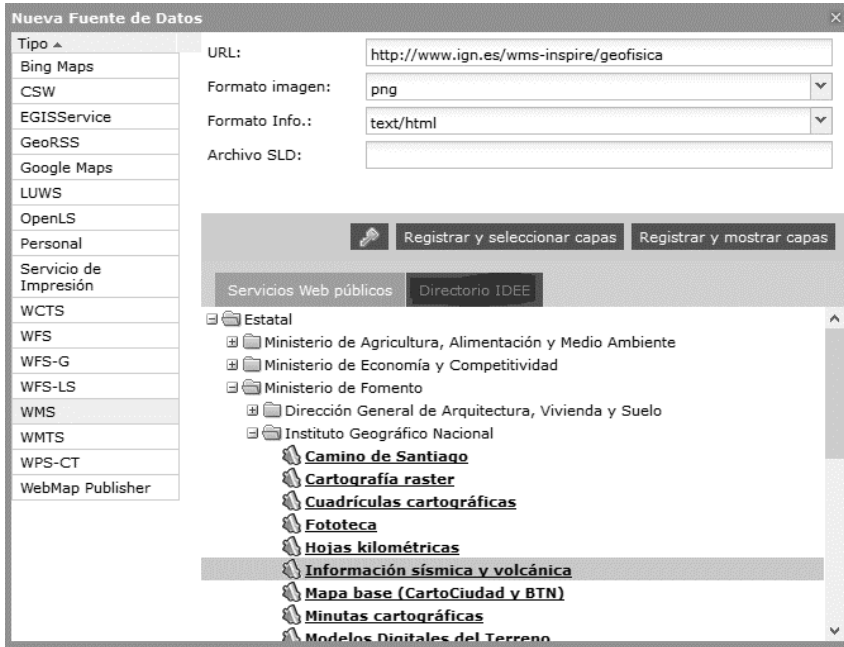 Nueva Fuente de Datos
Tipo
Bing Maps
CSW
EGISService
GeoRSS
Google Maps
LUWS
OpenLS
Personal
Servicio de
Impresión
WCTS
WFS
WFS-G
WFS-LS
WMS
WMTS
WPS-CT
WebMap Publisher
URL: http://www.ign.es/wms-inspire/geofisica
Formato imagen: png
Formato Info.: text/html
Archivo SLD:
Registrar y seleccionar capas Registrar y mostrar capas
Servicios Web públicos Directorio IDEE
Estatal
Ministerio de Agricultura, Alimentación y Medio Ambiente
Ministerio de Economía y Competitividad
Ministerio de Fomento
Dirección General de Arquitectura, Vivienda y Suelo
Instituto Geográfico Nacional
Camino de Santiago
Cartografía raster
Cuadrículas cartográficas
Fototeca
Hojas kilométricas
Información sísmica y volcánica
Mapa base (CartoCiudad y BTN)
Minutas cartográficas
Modelos Digitales del Terreno